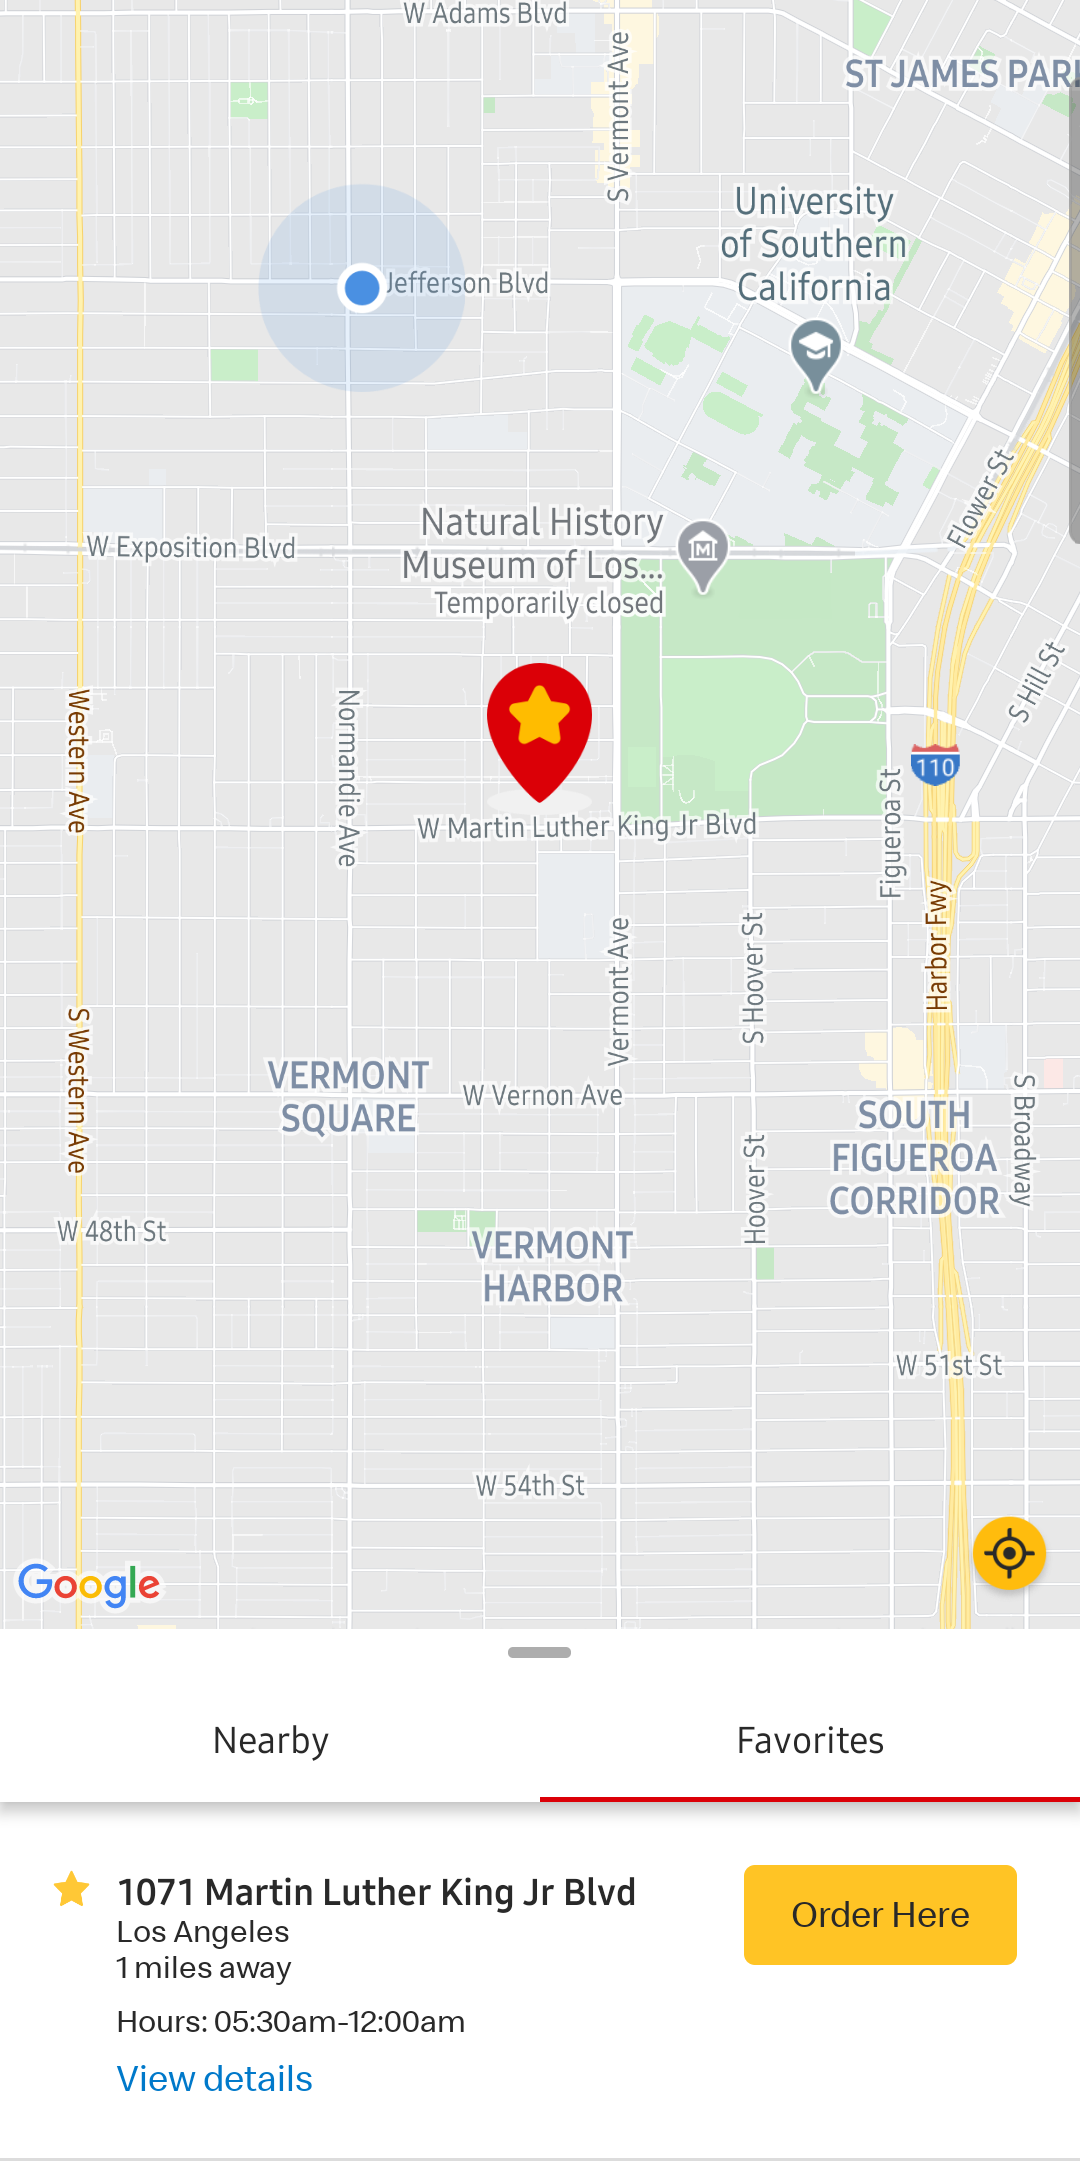 W Adams Blvd
S Vermont Ave
ST JAMES PARK
University
of Southern
California
Jefferson Blvd
Flower St
Natural History
Museum of Los...
Temporarily closed
W Exposition Blvd
S Hill St
Western Ave
Normandie Ave
110
Figueroa St
W Martin Luther King Jr Blvd
Harbor Fwy
Vermont Ave
S Hoover St
S Western Ave
VERMONT
SQUARE
W Vernon Ave
S Broadway
SOUTH
FIGUEROA
CORRIDOR
Hoover St
W 48th St
VERMONT
HARBOR
W 51st St
W 54th St
Google
Nearby
Favorites
1071 Martin Luther King Jr Blvd
Los Angeles
1 miles away
Order Here
Hours: 05:30am-12:00am
View details